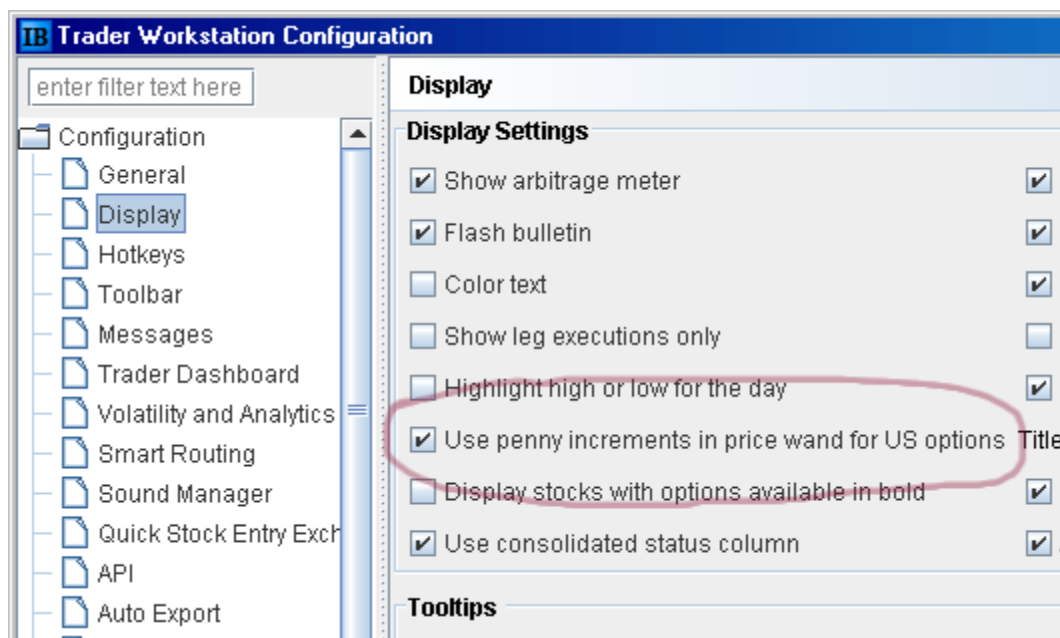 IB Trader Workstation Configuration
enter filter text here
Configuration
General
Display
Hotkeys
Toolbar
Messages
Trader Dashboard
Volatility and Analytics
Smart Routing
Sound Manager
Quick Stock Entry Exch
API
Auto Export
Display
Display Settings
Show arbitrage meter
Flash bulletin
Color text
Show leg executions only
Highlight high or low for the day
Use penny increments in price wand for US options Title
Display stocks with options available in bold
Use consolidated status column
Tooltips